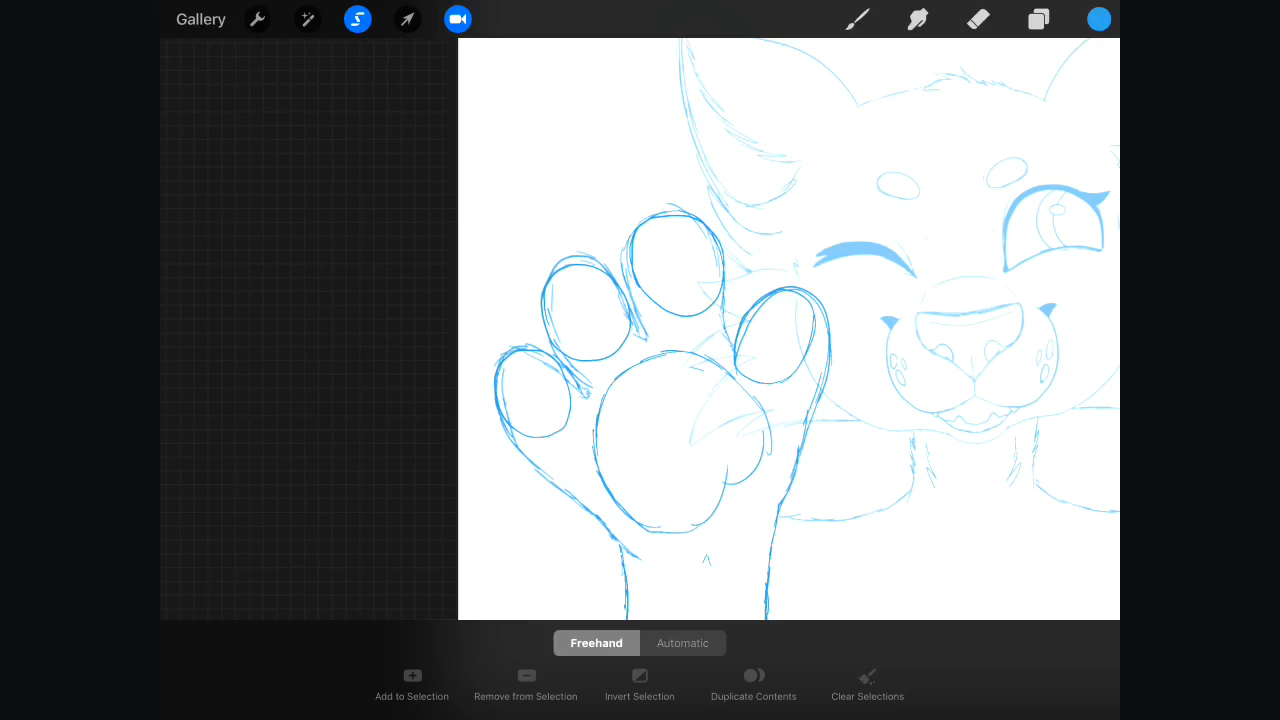 Gallery
Freehand Automatic
Add to Selection Remove from Selection Invert Selection Duplicate Contents Clear Selections